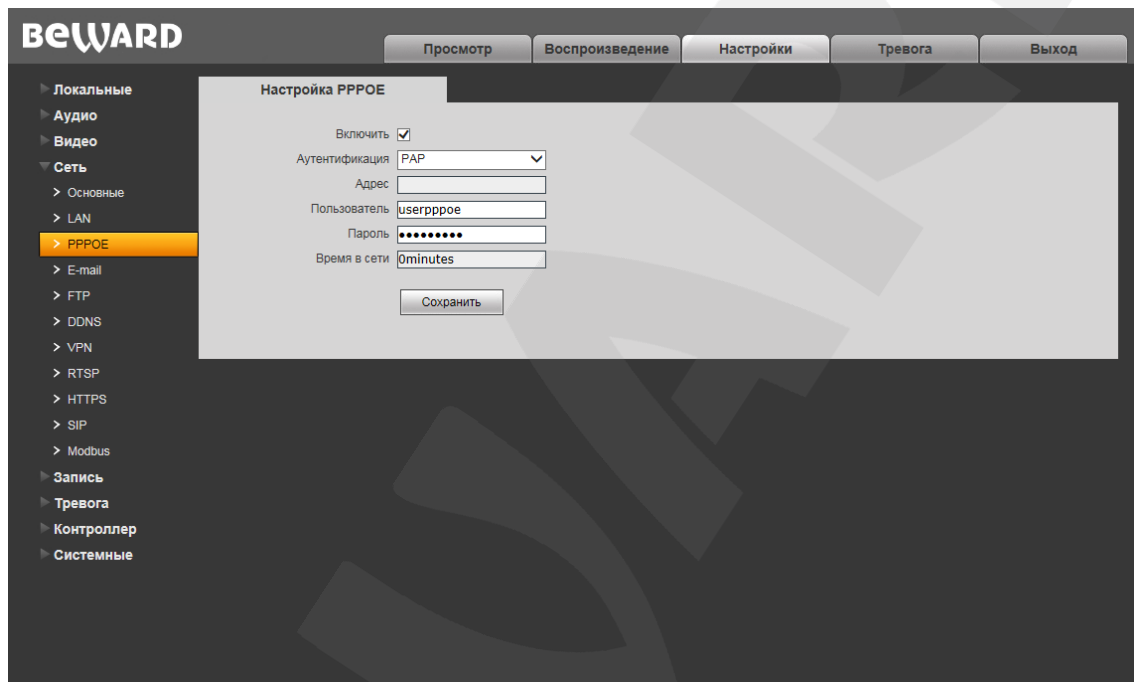 BEWARD
Просмотр
Воспроизведение
Настройки
Тревога
Выход
Локальные
Аудио
Видео
Сеть
> Основные
> LAN
> PPPOE
> E-mail
> FTP
> DDNS
> VPN
> RTSP
> HTTPS
> SIP
> Modbus
Запись
Тревога
Контроллер
Системные
Настройка PPPOE
Включить
Аутентификация PAP
Адрес
Пользователь userpppoe
Пароль •••••••••
Время в сети 0minutes
Сохранить